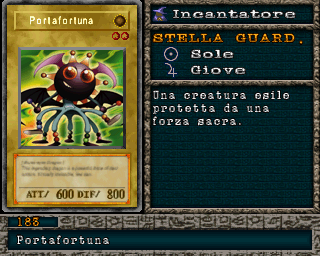 Portafortuna
ATT/ 600 DIF/ 800
Incantatore
STELLA GUARD.
Sole
Giove
Una creatura esile
protetta da una
forza sacra.
183
Portafortuna